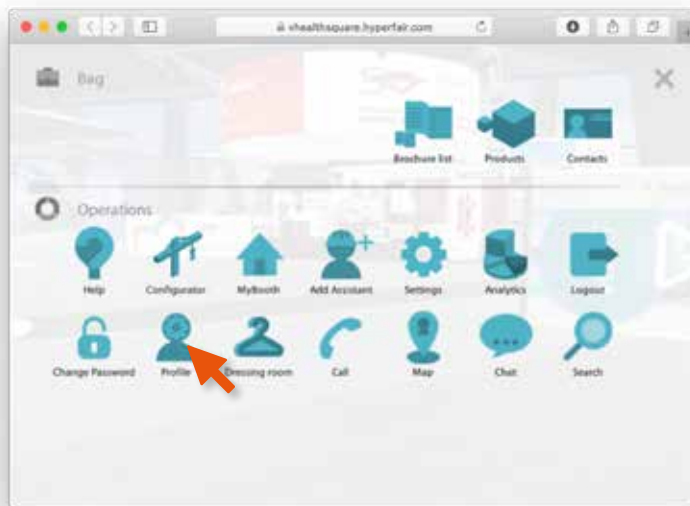 vhealthsquare.hyperfair.com
Bag
Brochure list Products Contacts
Operations
Help Configurator MyBooth Add Assistant Settings Analytics Logout
Change Password Profile Dressing room Call Map Chat Search